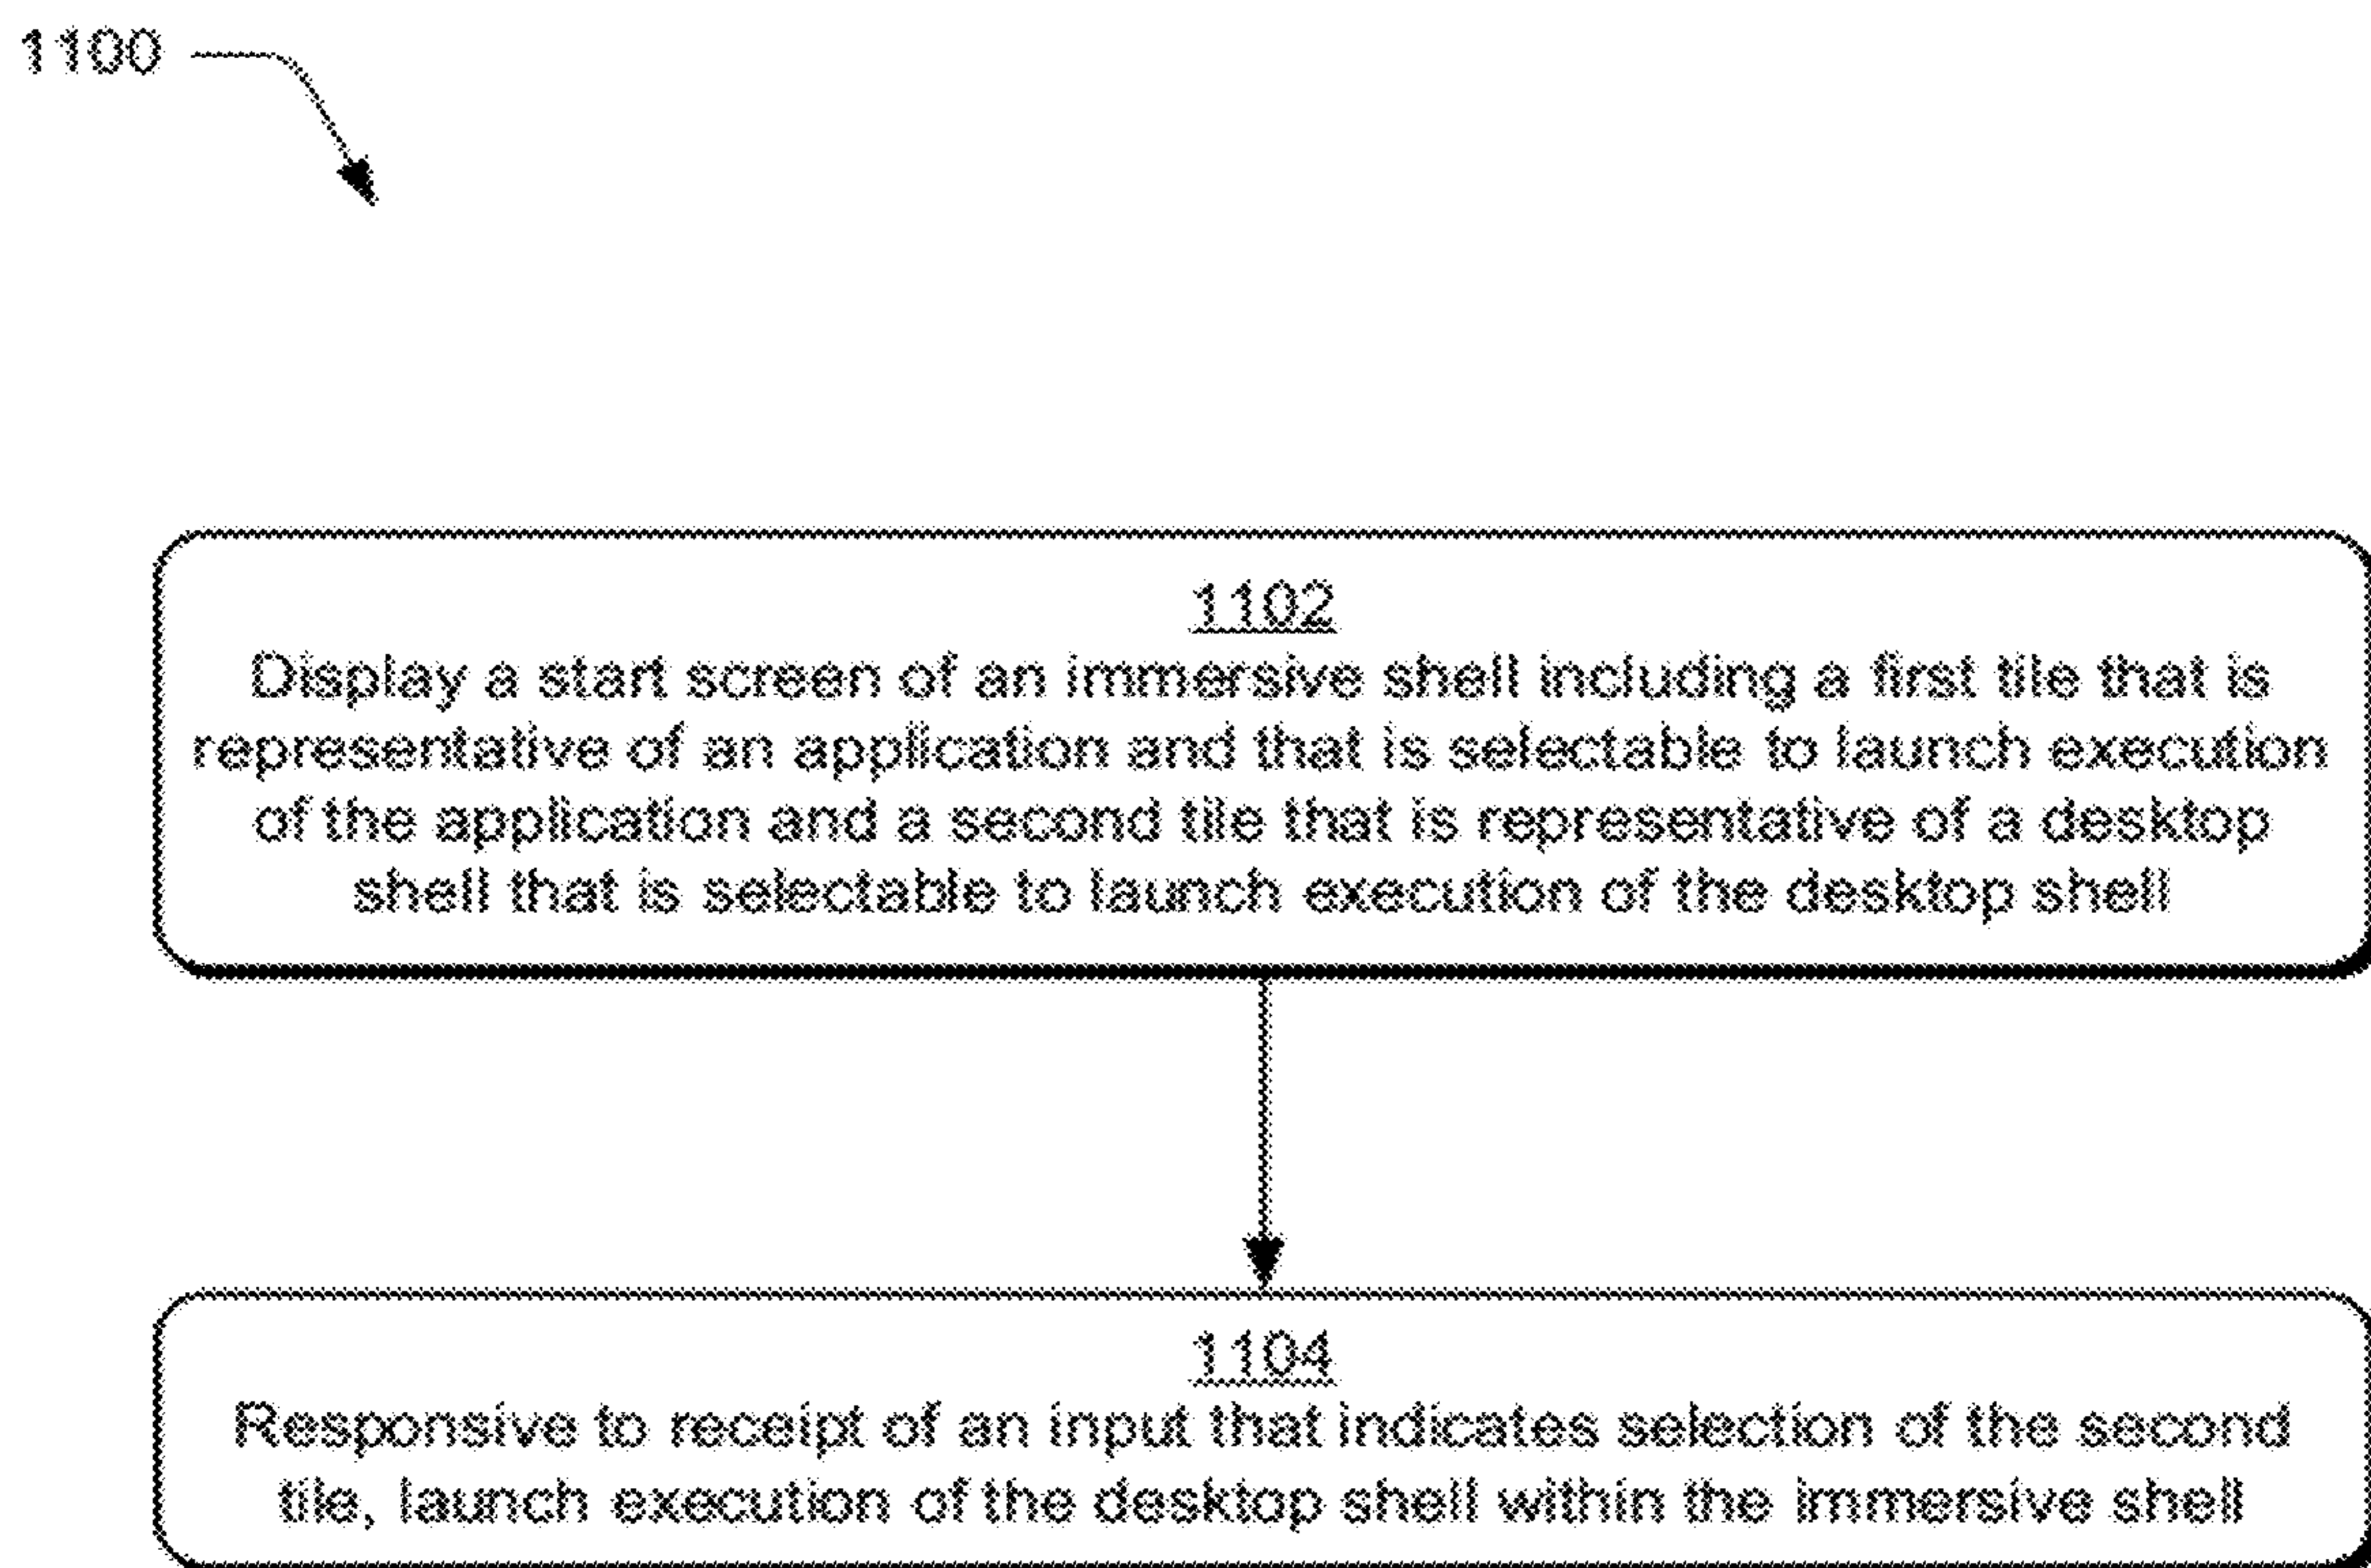 1100
1102
Display a start screen of an immersive shell including a first tile that is
representative of an application and that is selectable to launch execution
of the application and a second tile that is representative of a desktop
shell that is selectable to launch execution of the desktop shell
1104
Responsive to receipt of an input that indicates selection of the second
tile, launch execution of the desktop shell within the immersive shell